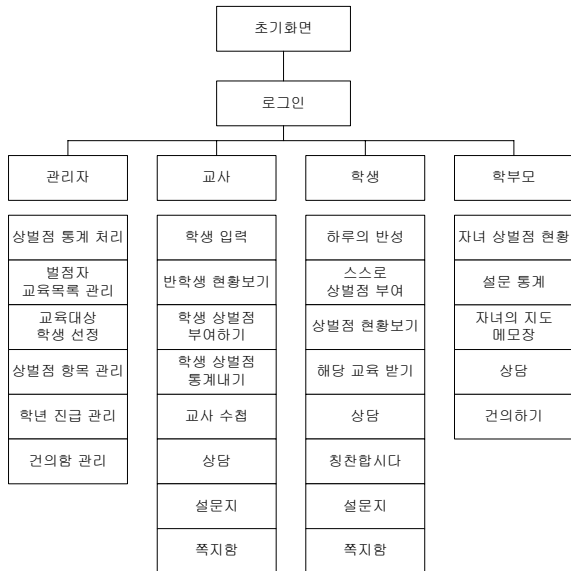 초기화면
로그인
관리자
교사
학생
학부모
상벌점 통계 처리
벌점자
교육목록 관리
교육대상
학생 선정
상벌점 항목 관리
학년 진급 관리
건의함 관리
학생 입력
반학생 현황보기
학생 상벌점
부여하기
학생 상벌점
통계내기
교사 수첩
상담
설문지
쪽지함
하루의 반성
스스로
상벌점 부여
상벌점 현황보기
해당 교육 받기
상담
칭찬합시다
설문지
쪽지함
자녀 상벌점 현황
설문 통계
자녀의 지도
메모장
상담
건의하기